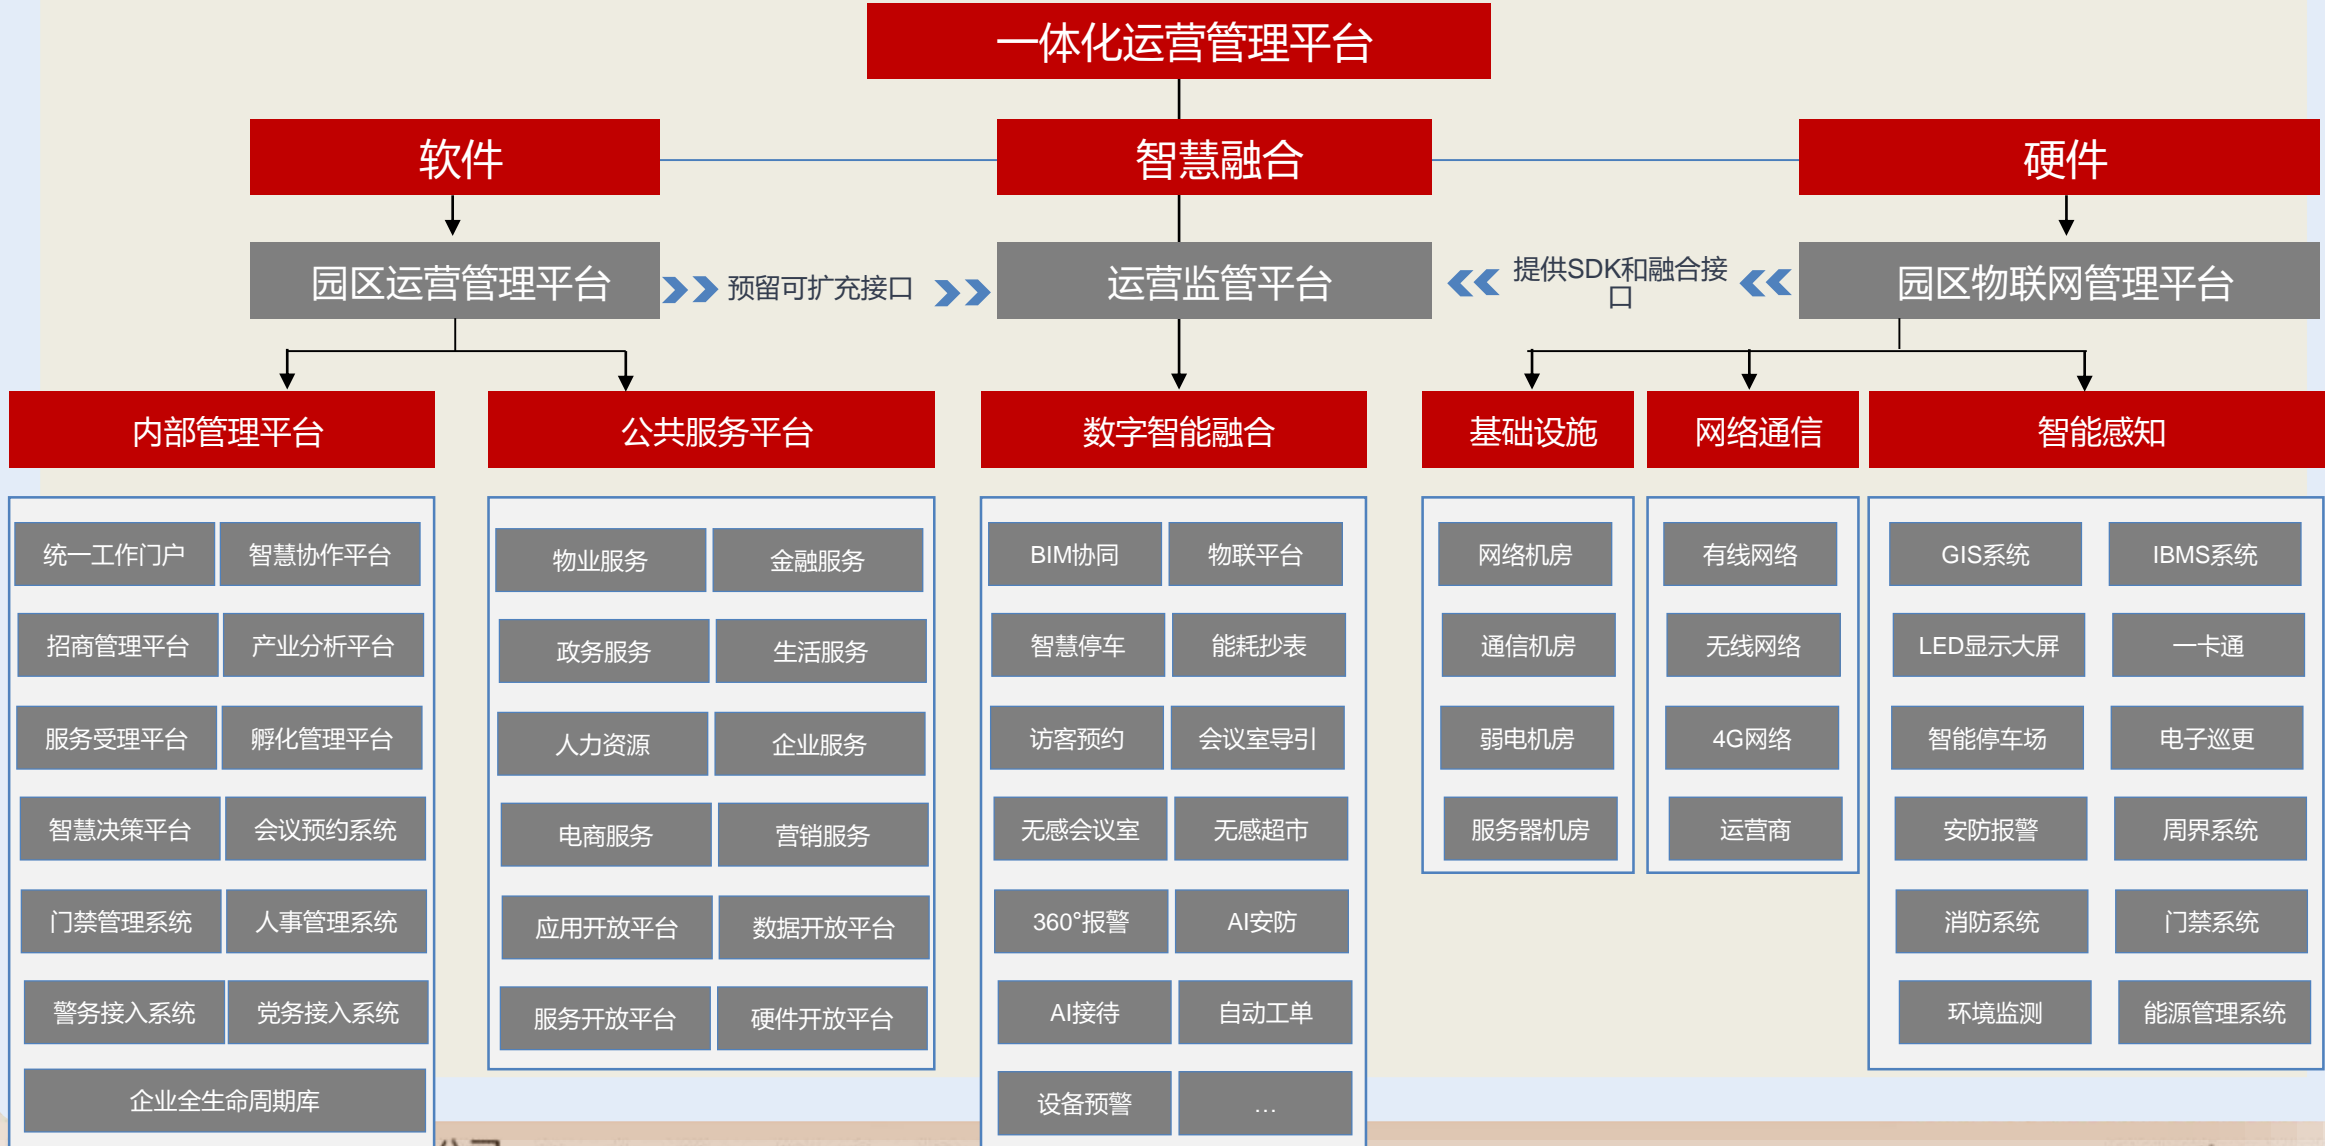 一体化运营管理平台
软件
智慧融合
硬件
园区运营管理平台
预留可扩充接口
运营监管平台
提供SDK和融合接
口
园区物联网管理平台
内部管理平台
公共服务平台
数字智能融合
基础设施
网络通信
智能感知
统一工作门户
智慧协作平台
招商管理平台
产业分析平台
服务受理平台
孵化管理平台
智慧决策平台
会议预约系统
门禁管理系统
人事管理系统
警务接入系统
党务接入系统
企业全生命周期库
物业服务
金融服务
政务服务
生活服务
人力资源
企业服务
电商服务
营销服务
应用开放平台
数据开放平台
服务开放平台
硬件开放平台
BIM协同
物联平台
智慧停车
能耗抄表
访客预约
会议室导引
无感会议室
无感超市
360°报警
AI安防
AI接待
自动工单
设备预警
…
网络机房
通信机房
弱电机房
服务器机房
有线网络
无线网络
4G网络
运营商
GIS系统
IBMS系统
LED显示大屏
一卡通
智能停车场
电子巡更
安防报警
周界系统
消防系统
门禁系统
环境监测
能源管理系统